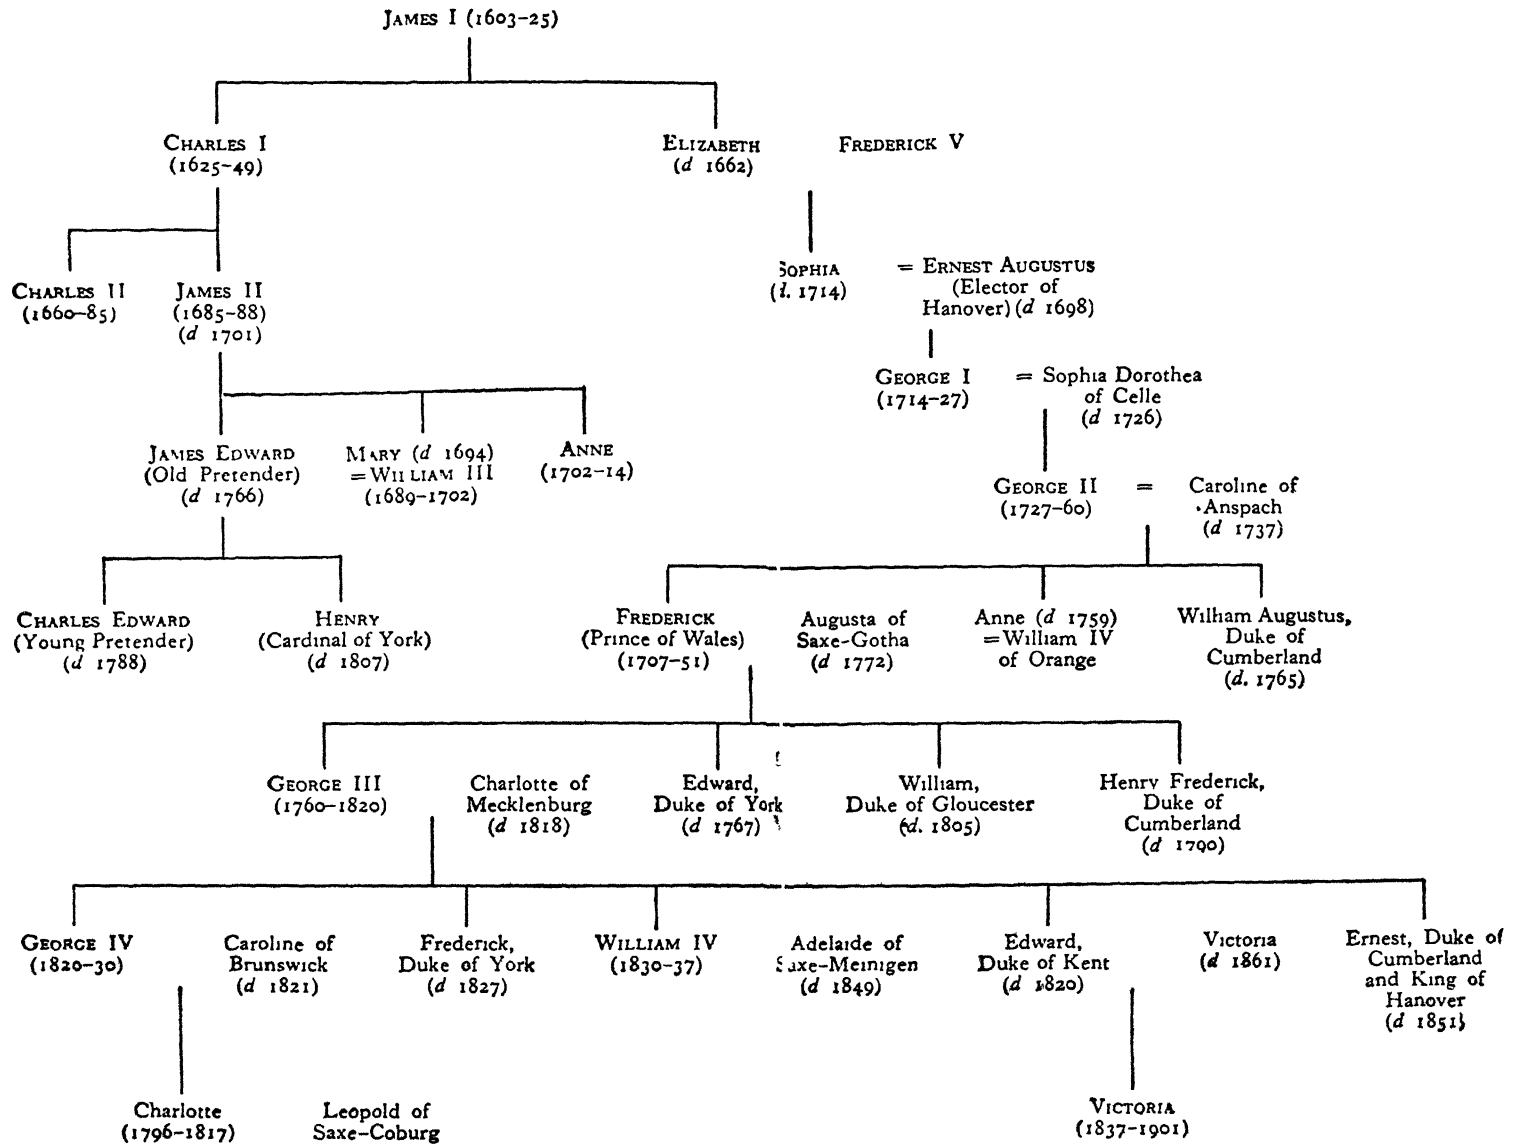 JAMES I (1603-25)
CHARLES I
(1625-49)
ELIZABETH
(d 1662)
FREDERICK V
CHARLES II
(1660-85)
JAMES II
(1685-88)
(d 1701)
SOPHIA
(d. 1714)
= ERNEST AUGUSTUS
(Elector of
Hanover) (d 1698)
GEORGE I
(1714-27)
= Sophia Dorothea
of Celle
(d 1726)
JAMES EDWARD
(Old Pretender)
(d 1766)
MARY (d 1694)
=WILLIAM III
(1689-1702)
ANNE
(1702-14)
GEORGE II
(1727-60)
=
Caroline of
Anspach
(d 1737)
CHARLES EDWARD
(Young Pretender)
(d 1788)
HENRY
(Cardinal of York)
(d 1807)
FREDERICK
(Prince of Wales)
(1707-51)
Augusta of
Saxe-Gotha
(d 1772)
Anne (d 1759)
=William IV
of Orange
William Augustus,
Duke of
Cumberland
(d. 1765)
GEORGE III
(1760-1820)
Charlotte of
Mecklenburg
(d 1818)
Edward,
Duke of York
(d 1767)
William,
Duke of Gloucester
(d. 1805)
Henry Frederick,
Duke of
Cumberland
(d 1790)
GEORGE IV
(1820-30)
Caroline of
Brunswick
(d 1821)
Frederick,
Duke of York
(d 1827)
WILLIAM IV
(1830-37)
Adelaide of
Saxe-Meinigen
(d 1849)
Edward,
Duke of Kent
(d 1820)
Victoria
(d 1861)
Ernest, Duke of
Cumberland
and King of
Hanover
(d 1851)
Charlotte
(1796-1817)
Leopold of
Saxe-Coburg
VICTORIA
(1837-1901)